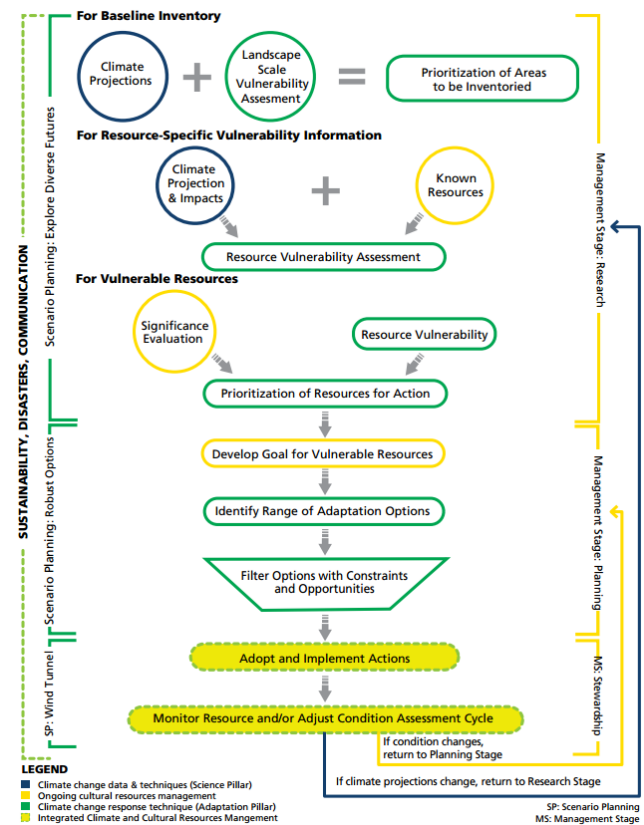 For Baseline Inventory
Climate
Projections
+
Landscape
Scale
Vulnerability
Assesment
=
Prioritization of Areas
to be Inventoried
For Resource-Specific Vulnerability Information
Climate
Projection
& Impacts
+
Known
Resources
Resource Vulnerability Assessment
For Vulnerable Resources
Significance
Evaluation
Resource Vulnerability
Prioritization of Resources for Action
Develop Goal for Vulnerable Resources
Identify Range of Adaptation Options
Filter Options with Constraints
and Opportunities
Adopt and Implement Actions
Monitor Resource and/or Adjust Condition Assessment Cycle
If condition changes,
return to Planning Stage
If climate projections change, return to Research Stage
SUSTAINABILITY, DISASTERS, COMMUNICATION
Scenario Planning: Explore Diverse Futures
Scenario Planning: Robust Options
SP: Wind Tunnel
Management Stage: Research
Management Stage: Planning
MS: Stewardship
LEGEND
Climate change data & techniques (Science Pillar)
Ongoing cultural resources management
Climate change response technique (Adaptation Pillar)
Integrated Climate and Cultural Resources Mangement
SP: Scenario Planning
MS: Management Stage